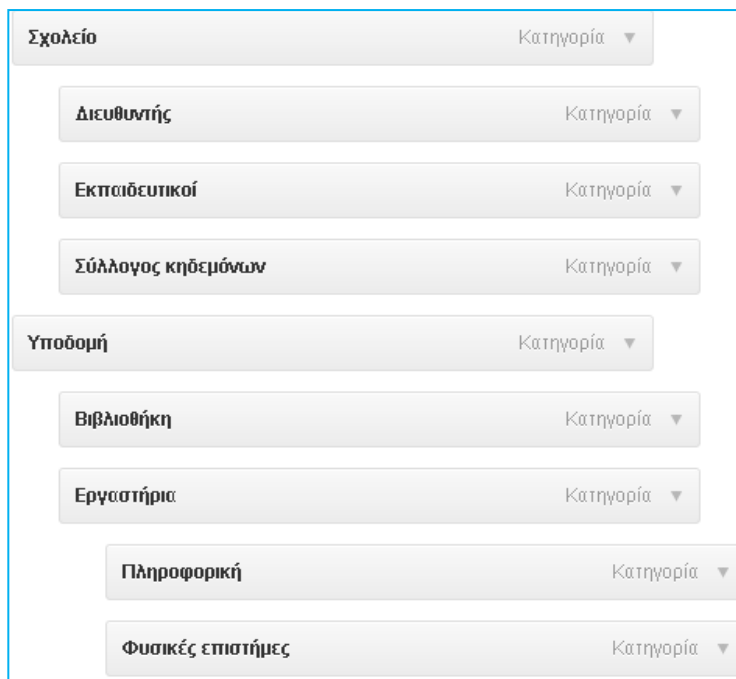 Σχολείο Κατηγορία ▼
Διευθυντής Κατηγορία ▼
Εκπαιδευτικοί Κατηγορία ▼
Σύλλογος κηδεμόνων Κατηγορία ▼
Υποδομή Κατηγορία ▼
Βιβλιοθήκη Κατηγορία ▼
Εργαστήρια Κατηγορία ▼
Πληροφορική Κατηγορία ▼
Φυσικές επιστήμες Κατηγορία ▼